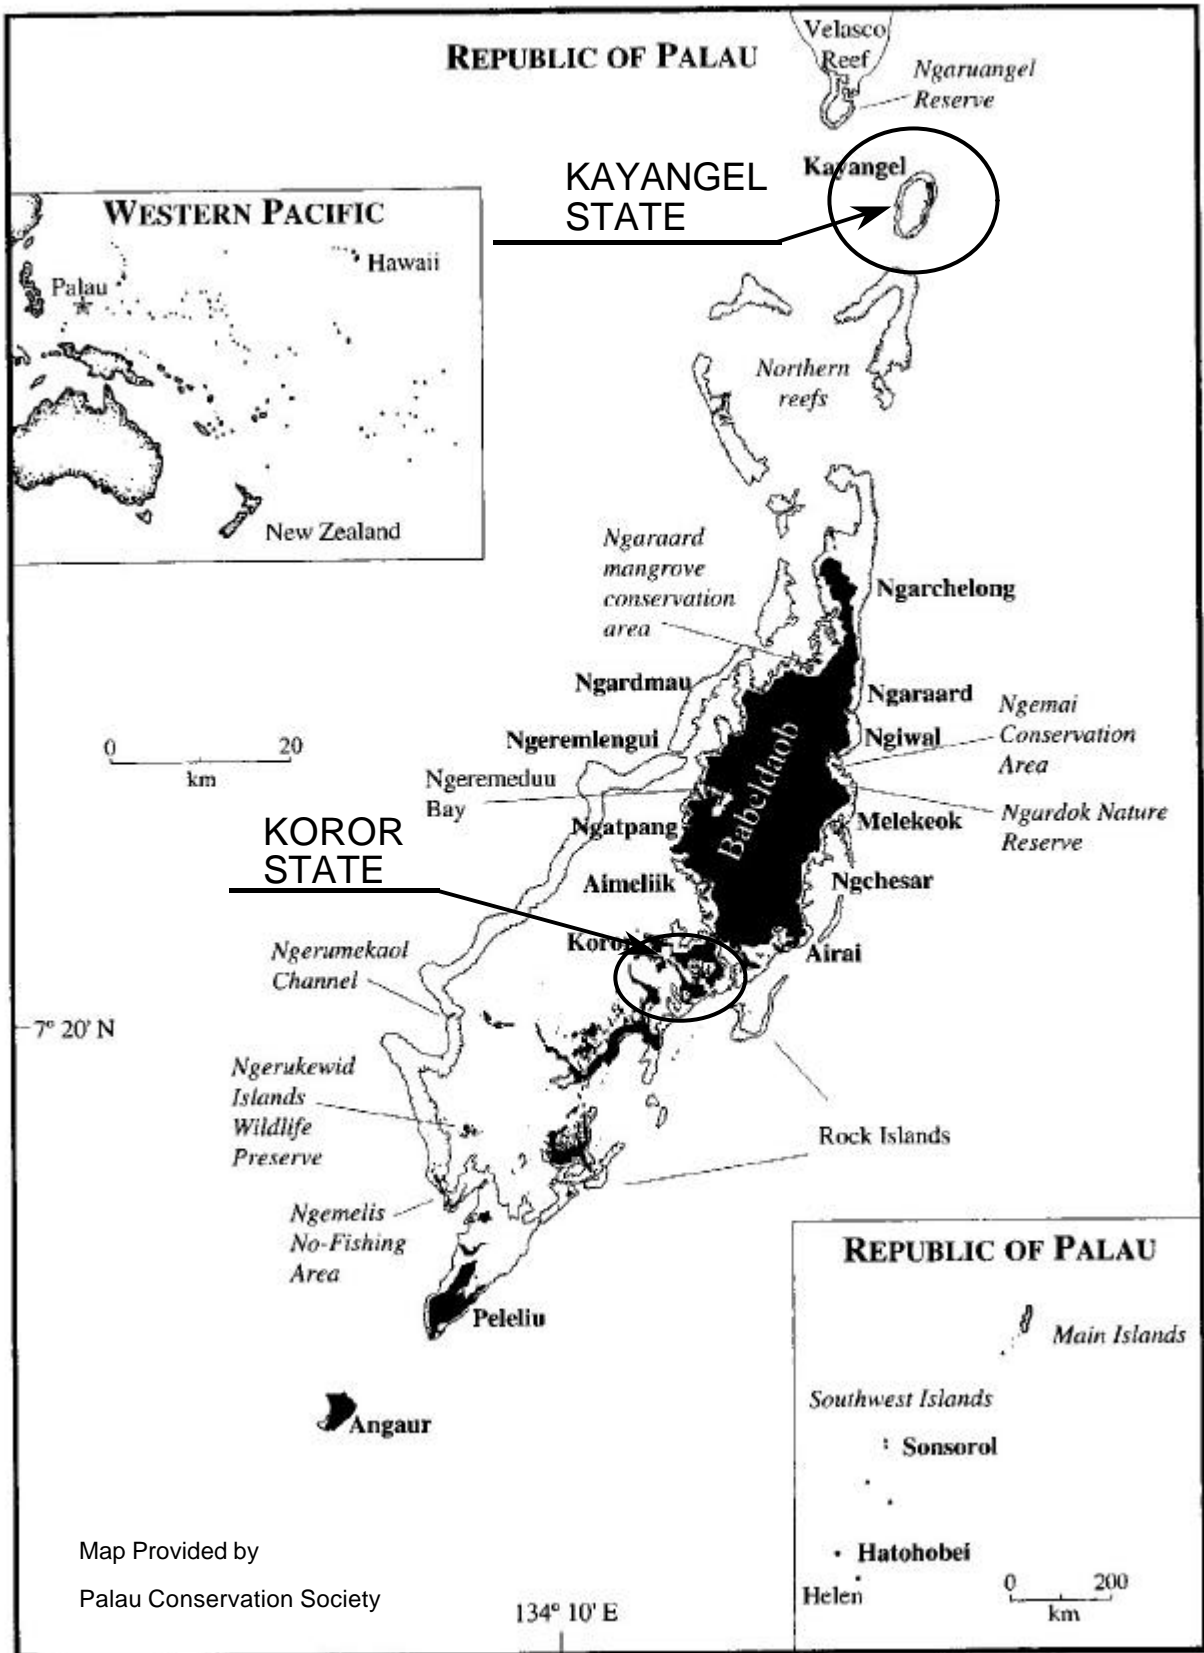 REPUBLIC OF PALAU
Velasco
Reef
Ngaruangel
Reserve
KAYANGEL
STATE
Kayangel
WESTERN PACIFIC
Hawaii
Palau
New Zealand
Northern
reefs
Ngaraard
mangrove
conservation
area
Ngarchelong
Ngardmau
Ngaraard
Ngemai
Conservation
Area
Ngeremlengui
Ngiwal
0 20
km
Ngeremeduu
Bay
Babeldaob
Ngardok Nature
Reserve
KOROR
STATE
Ngatpang
Melekeok
Aimeliik
Ngchesar
Koror
Airai
Ngerumekaol
Channel
7° 20' N
Ngerukewid
Islands
Wildlife
Preserve
Rock Islands
Ngemelis
No-Fishing
Area
Peleliu
Angaur
REPUBLIC OF PALAU
Main Islands
Southwest Islands
Sonsorol
Hatohobei
Helen
0 200
km
Map Provided by
Palau Conservation Society
134° 10' E